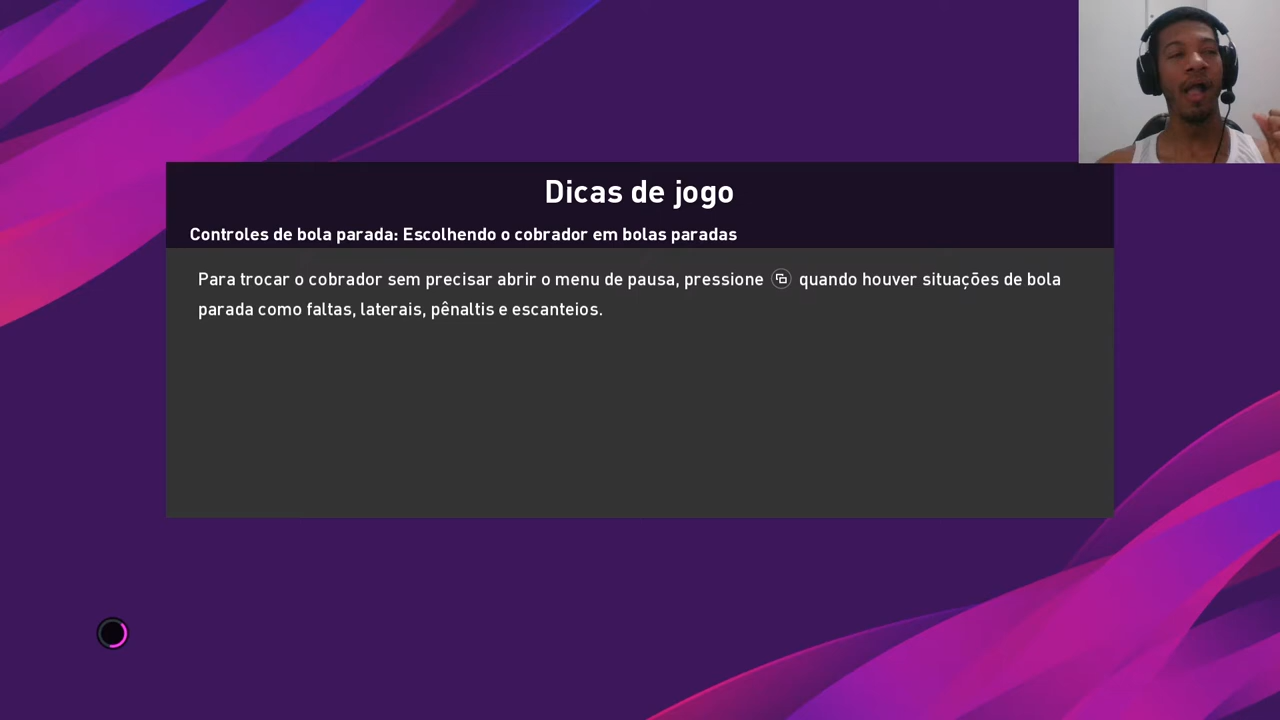 Dicas de jogo
Controles de bola parada: Escolhendo o cobrador em bolas paradas
Para trocar o cobrador sem precisar abrir o menu de pausa, pressione quando houver situações de bola
parada como faltas, laterais, pênaltis e escanteios.